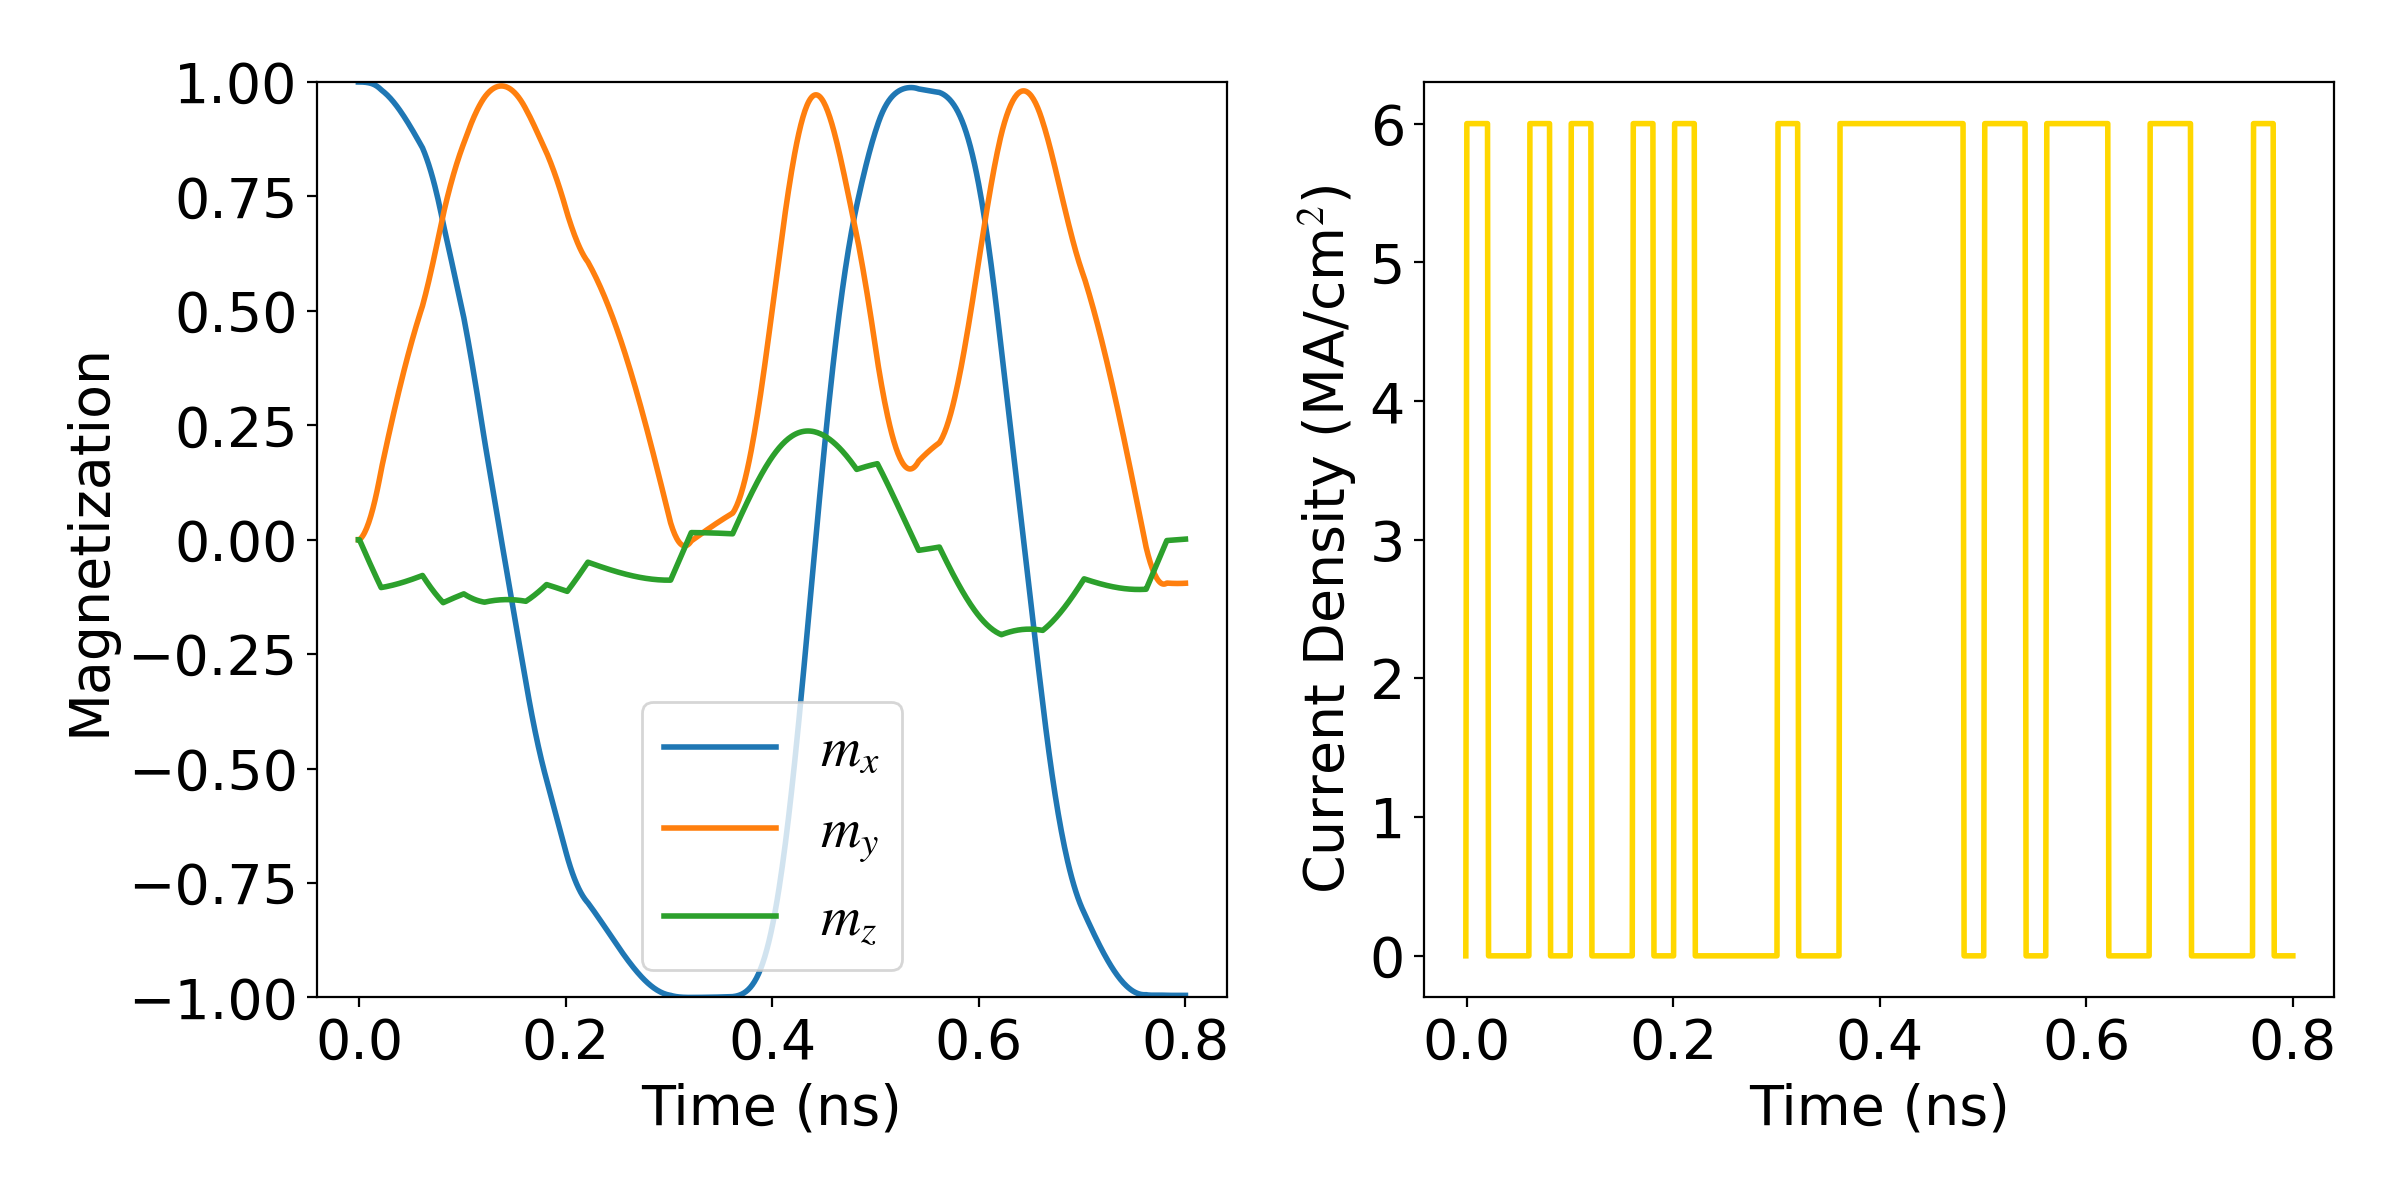 Magnetization
1.00
0.75
0.50
0.25
0.00
−0.25
−0.50
−0.75
−1.00
0.0 0.2 0.4 0.6 0.8
Time (ns)
m_x
m_y
m_z
Current Density (MA/cm²)
6
5
4
3
2
1
0
0.0 0.2 0.4 0.6 0.8
Time (ns)